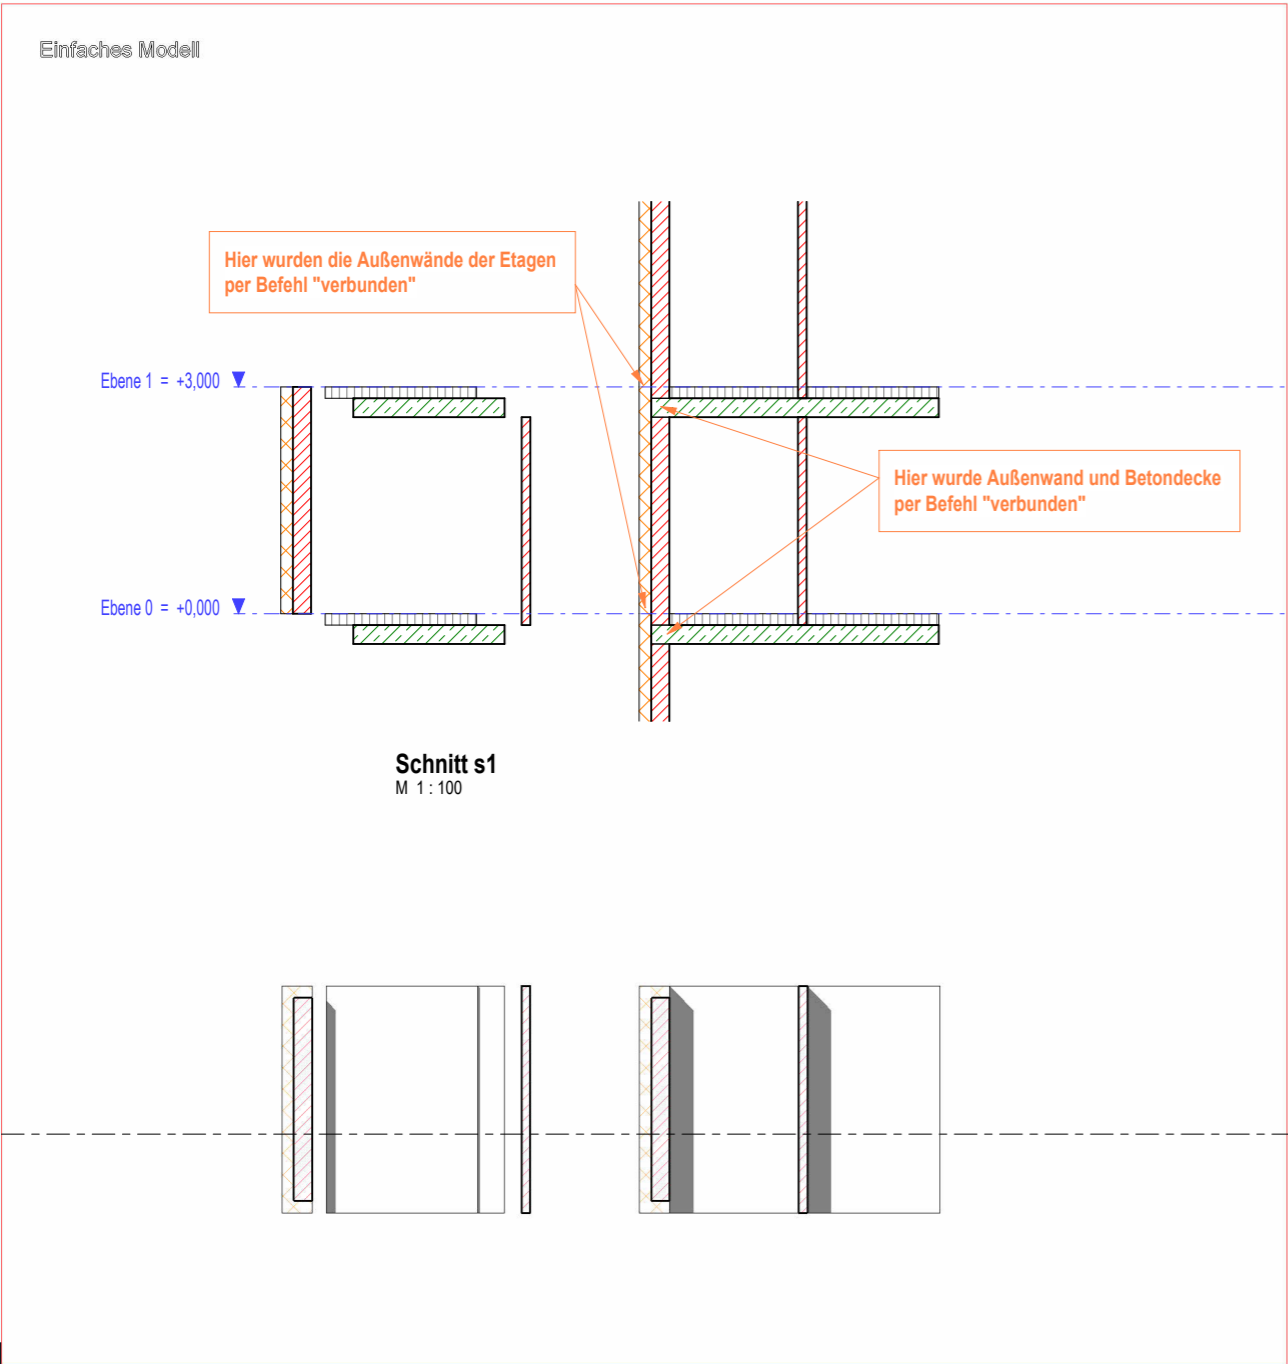 Einfaches Modell
Hier wurden die Außenwände der Etagen
per Befehl "verbunden"
Ebene 1 = +3,000
Hier wurde Außenwand und Betondecke
per Befehl "verbunden"
Ebene 0 = +0,000
Schnitt s1
M 1 : 100